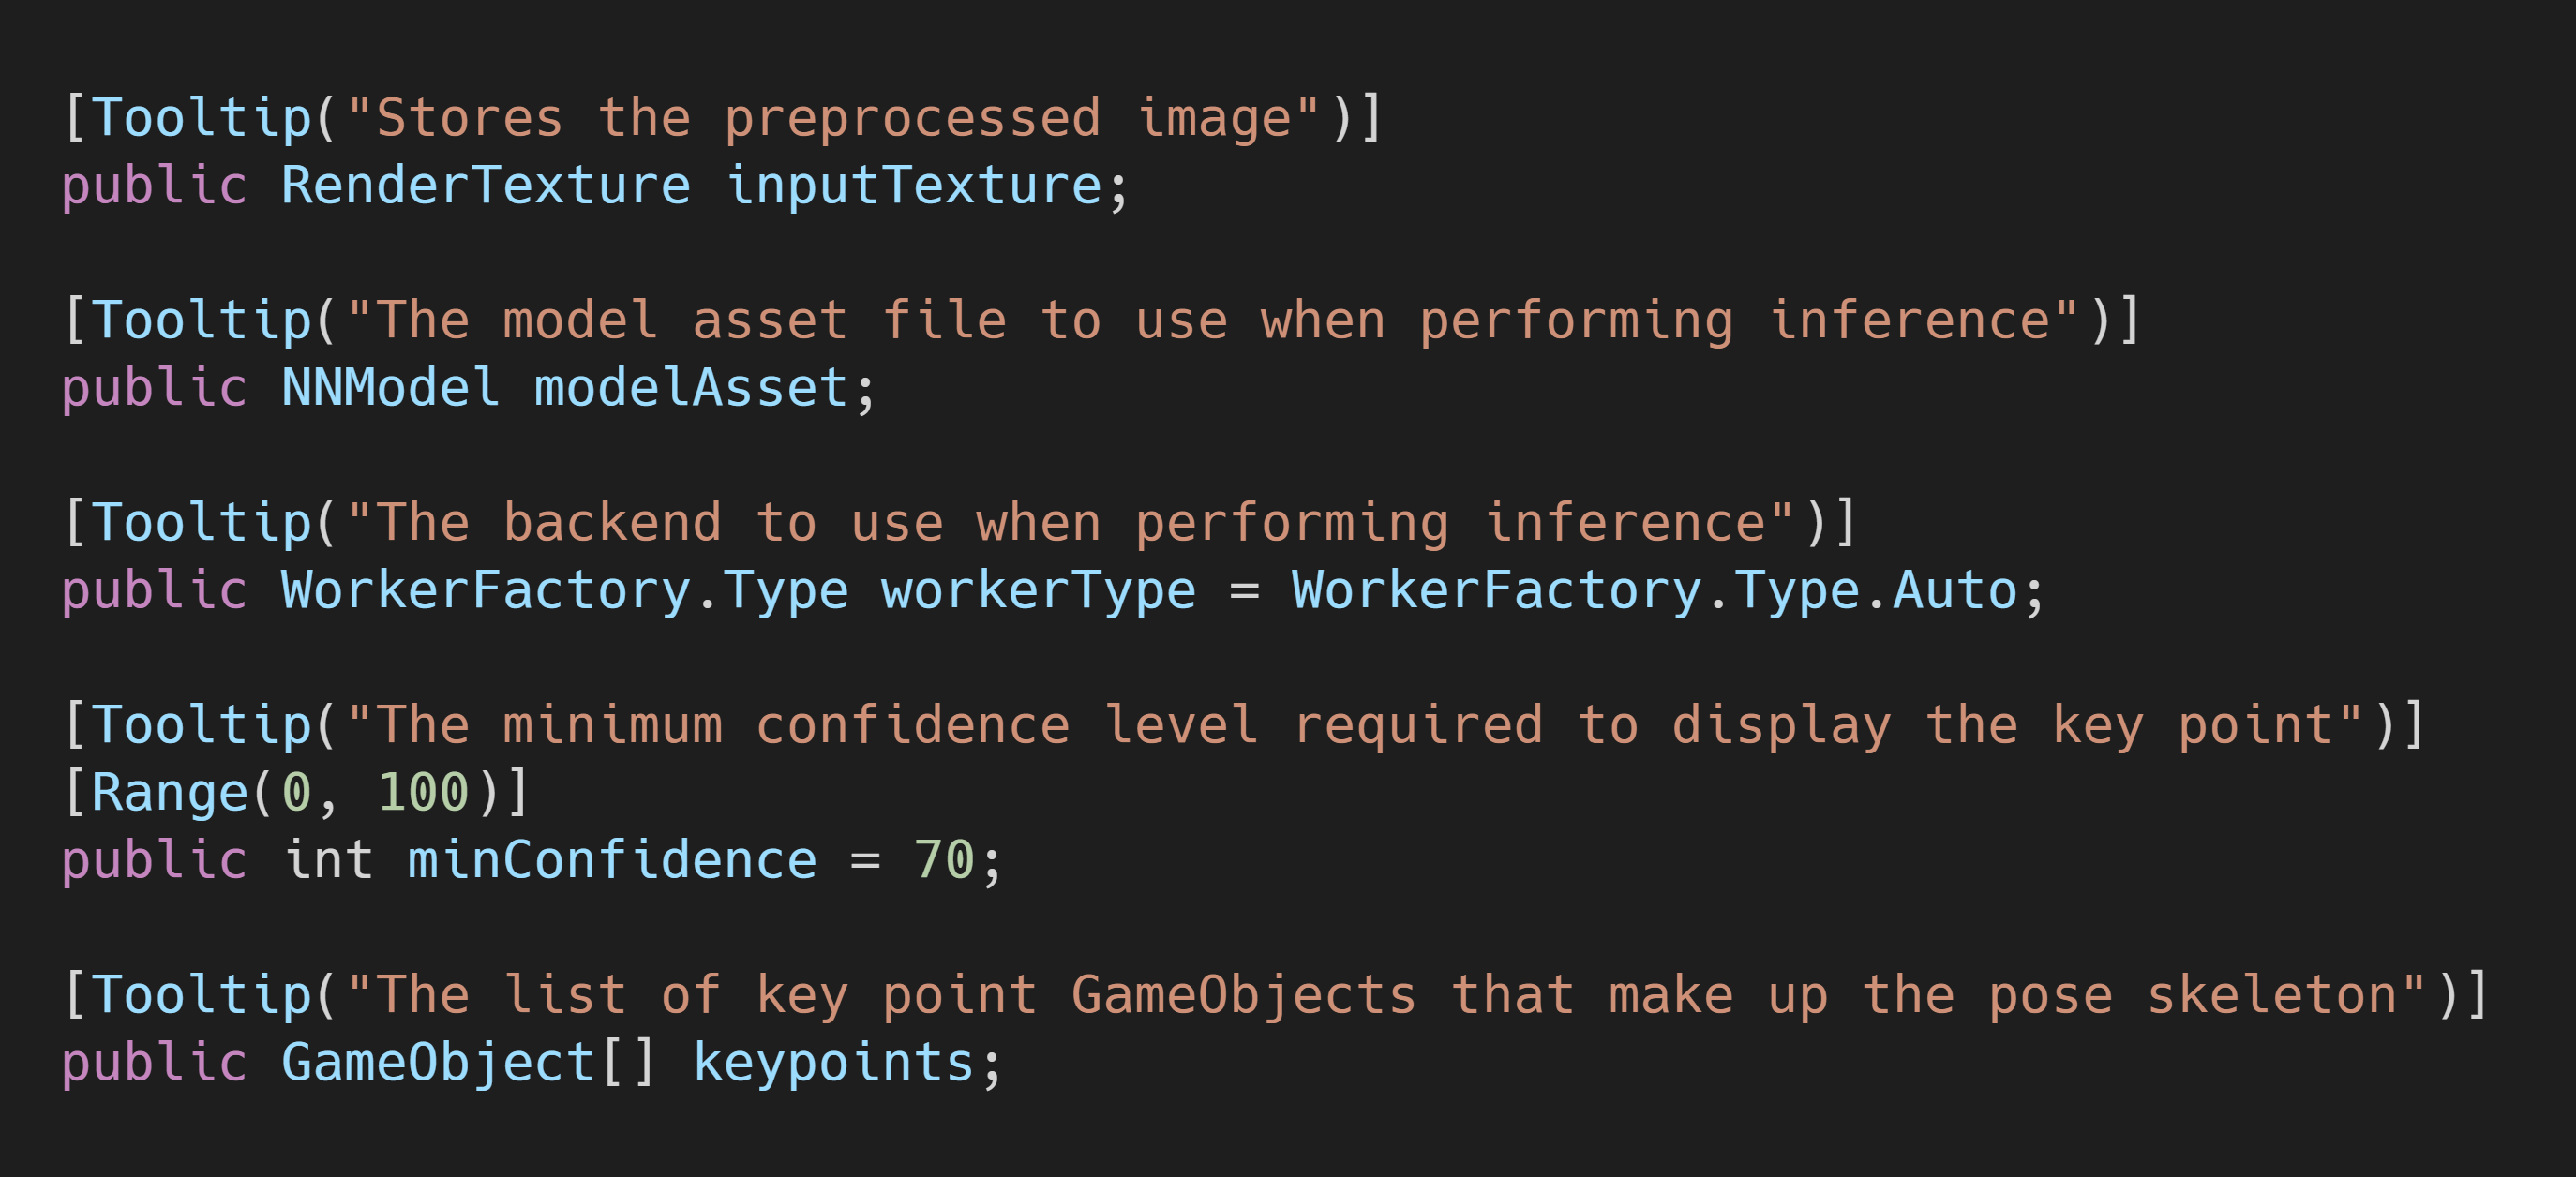 [Tooltip("Stores the preprocessed image")]
public RenderTexture inputTexture;
[Tooltip("The model asset file to use when performing inference")]
public NNModel modelAsset;
[Tooltip("The backend to use when performing inference")]
public WorkerFactory.Type workerType = WorkerFactory.Type.Auto;
[Tooltip("The minimum confidence level required to display the key point")]
[Range(0, 100)]
public int minConfidence = 70;
[Tooltip("The list of key point GameObjects that make up the pose skeleton")]
public GameObject[] keypoints;